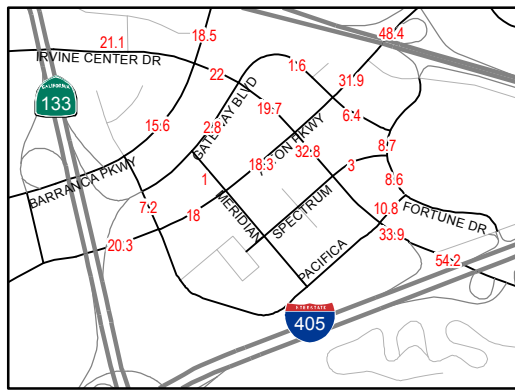 18.5
48.4
21.1
IRVINE CENTER DR
1.6
22
31.9
CALIFORNIA
133
19.7
GATEWAY BLVD
6.4
15.6
2.8
PKWY
8.7
32.8
18.3
3
1
8.6
BARRANCA PKWY
MERIDIAN
SPECTRUM
7.2
18
10.8
FORTUNE DR
20.3
33.9
PACIFICA
54.2
INTERSTATE
405